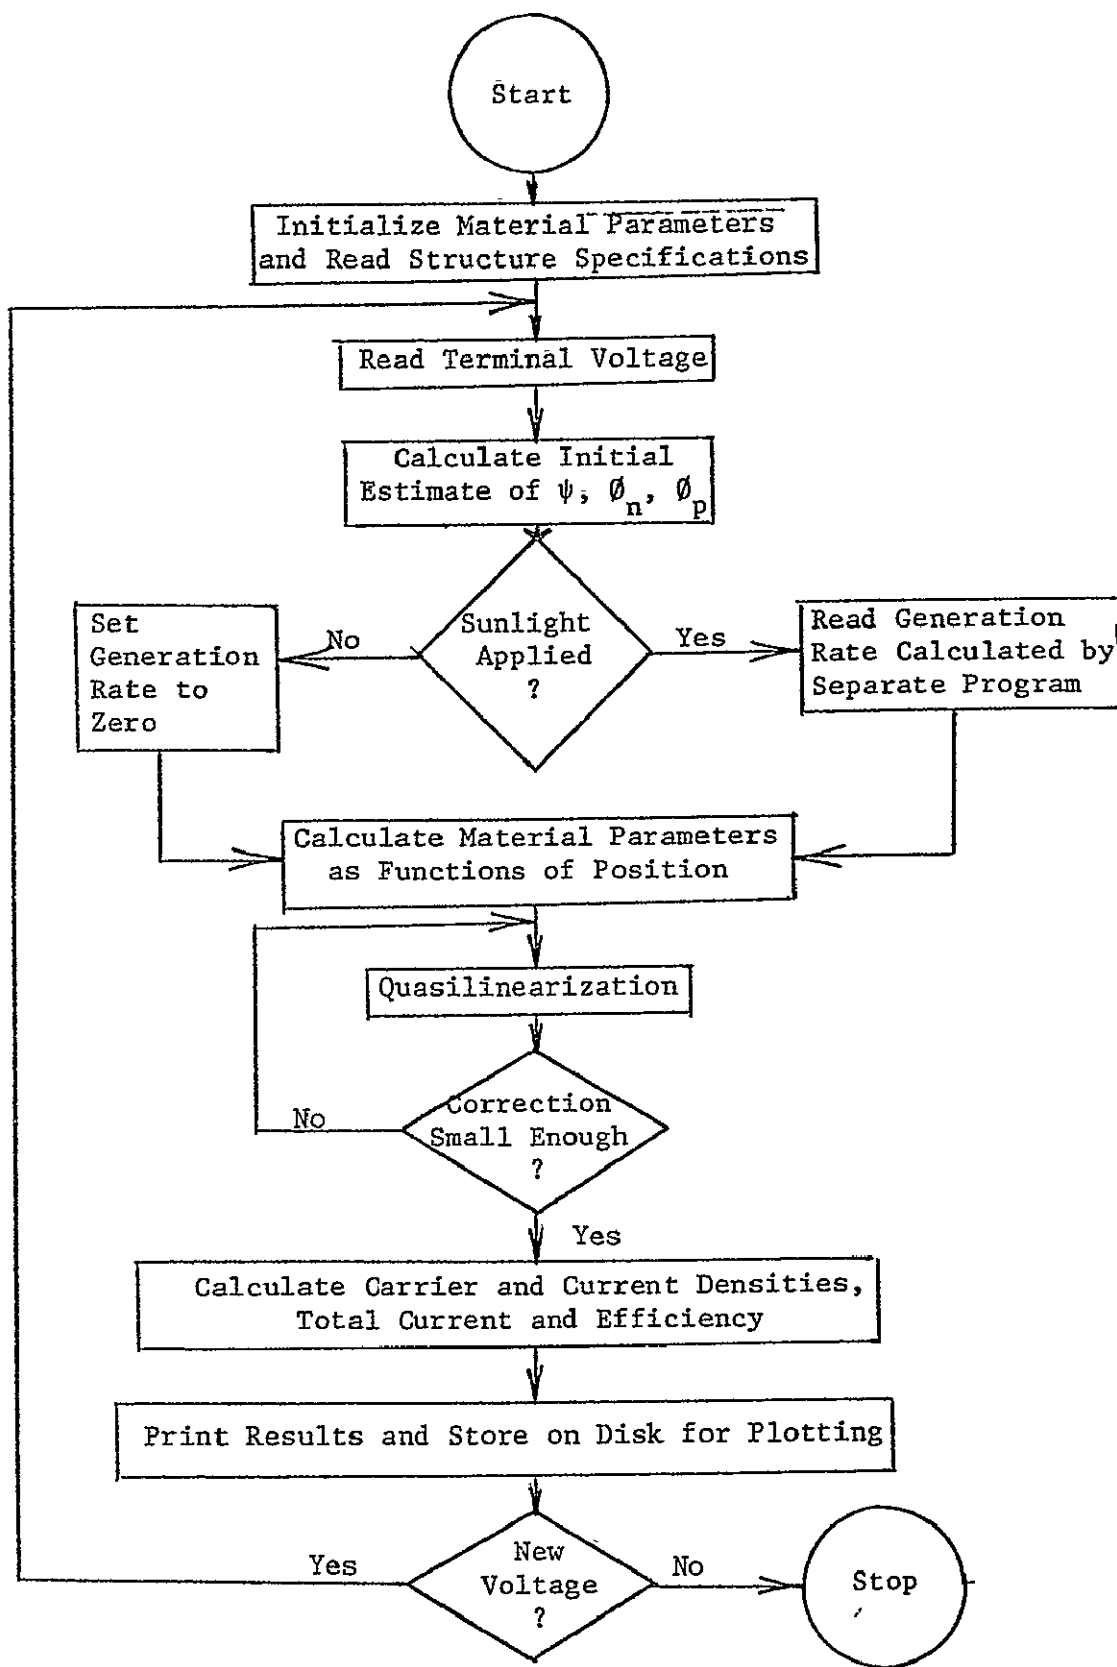 Start
Initialize Material Parameters
and Read Structure Specifications
Read Terminal Voltage
Calculate Initial
Estimate of ψ, Ø_n, Ø_p
Sunlight
Applied
?
No
Yes
Set
Generation
Rate to
Zero
Read Generation
Rate Calculated by
Separate Program
Calculate Material Parameters
as Functions of Position
Quasilinearization
Correction
Small Enough
?
No
Yes
Calculate Carrier and Current Densities,
Total Current and Efficiency
Print Results and Store on Disk for Plotting
New
Voltage
?
Yes
No
Stop